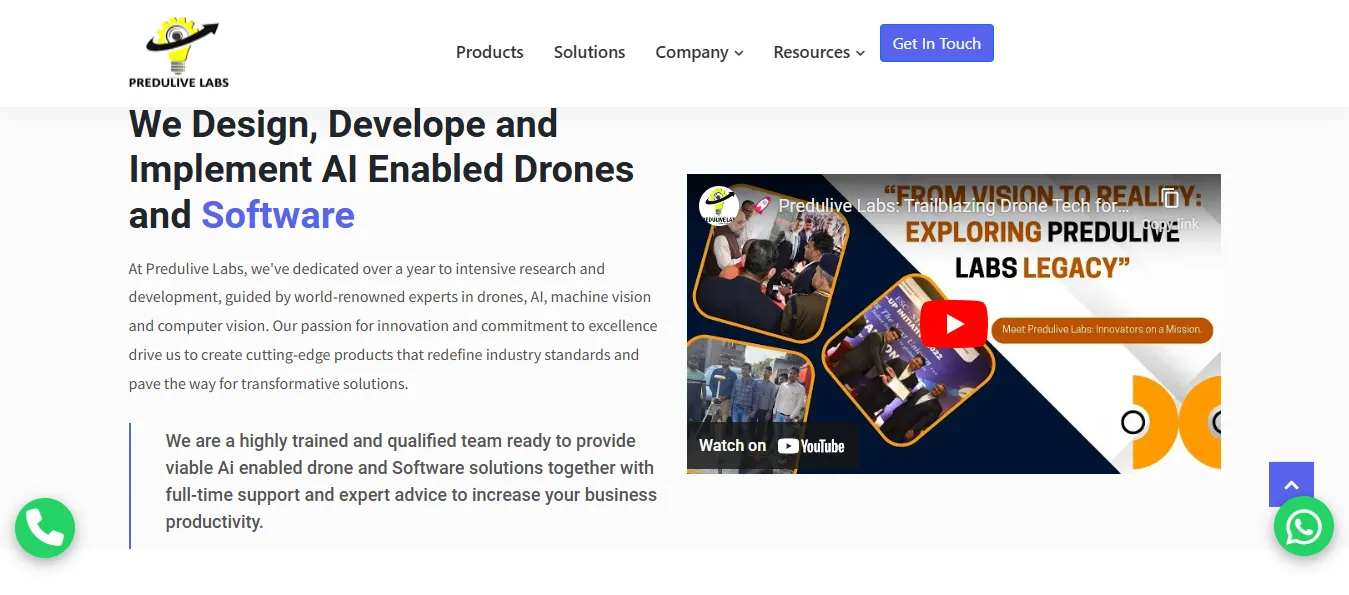 PREDULIVE LABS
Products
Solutions
Company
Resources
Get In Touch
We Design, Develope and
Implement AI Enabled Drones
and Software
At Predulive Labs, we've dedicated over a year to intensive research and
development, guided by world-renowned experts in drones, AI, machine vision
and computer vision. Our passion for innovation and commitment to excellence
drive us to create cutting-edge products that redefine industry standards and
pave the way for transformative solutions.
We are a highly trained and qualified team ready to provide
viable Ai enabled drone and Software solutions together with
full-time support and expert advice to increase your business
productivity.
Predulive Labs: Trailblazing Drone Tech for...
Copy link
“FROM VISION TO REALITY:
EXPLORING PREDULIVE
LABS LEGACY”
Meet Predulive Labs: Innovators on a Mission.
2022
Watch on YouTube